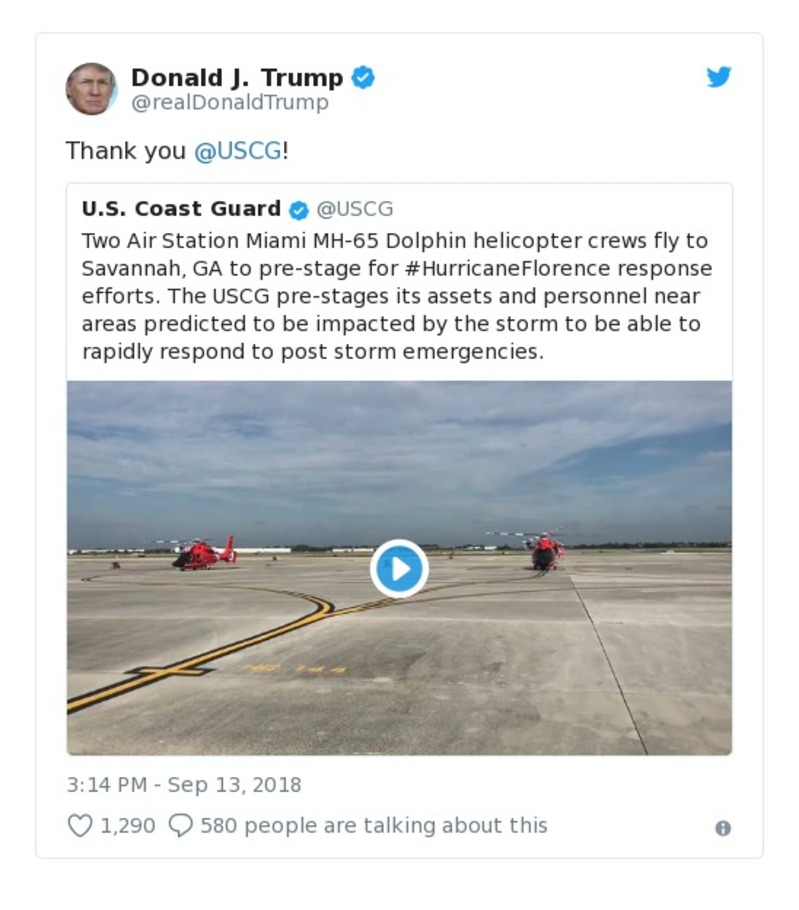 Donald J. Trump
@realDonaldTrump
Thank you @USCG!
U.S. Coast Guard @USCG
Two Air Station Miami MH-65 Dolphin helicopter crews fly to
Savannah, GA to pre-stage for #HurricaneFlorence response
efforts. The USCG pre-stages its assets and personnel near
areas predicted to be impacted by the storm to be able to
rapidly respond to post storm emergencies.
3:14 PM - Sep 13, 2018
1,290 580 people are talking about this